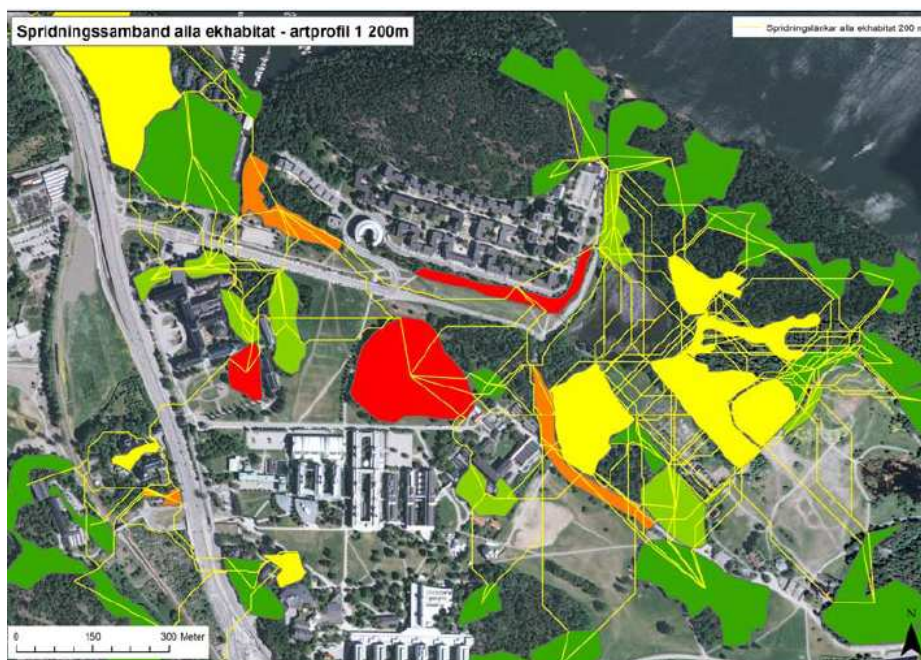 Spridningssamband alla ekhabitat - artprofil 1 200m
Spridningslänkar alla ekhabitat 200 m
0 150 300 Meter